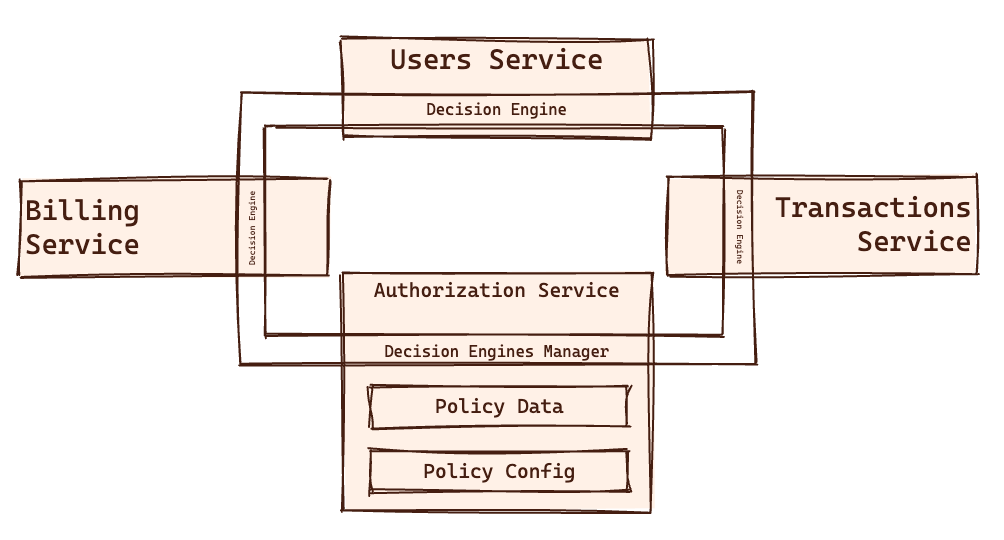 Users Service
Decision Engine
Billing
Service
Decision Engine
Decision Engine
Transactions
Service
Authorization Service
Decision Engines Manager
Policy Data
Policy Config